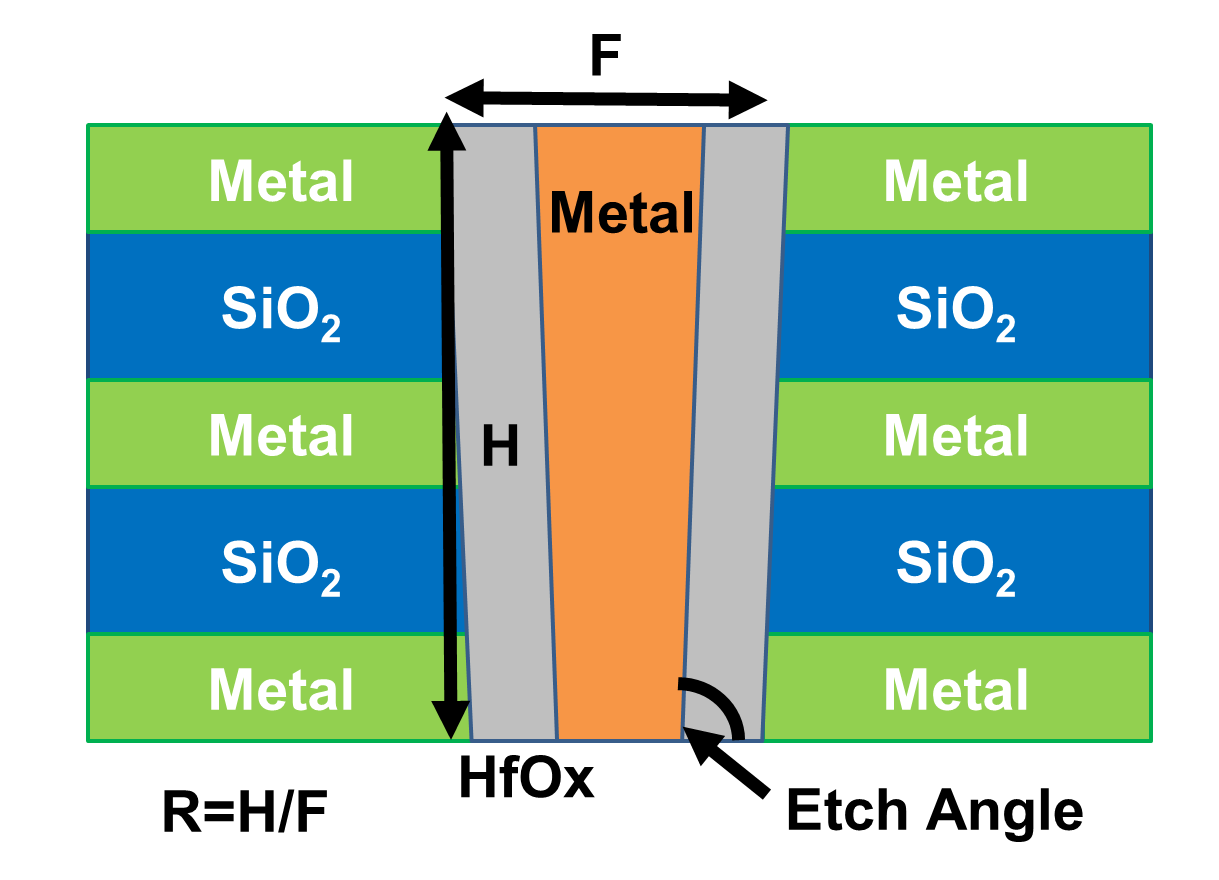 F
Metal
Metal
Metal
SiO₂
SiO₂
H
Metal
Metal
SiO₂
SiO₂
Metal
Metal
HfOx
R=H/F
Etch Angle